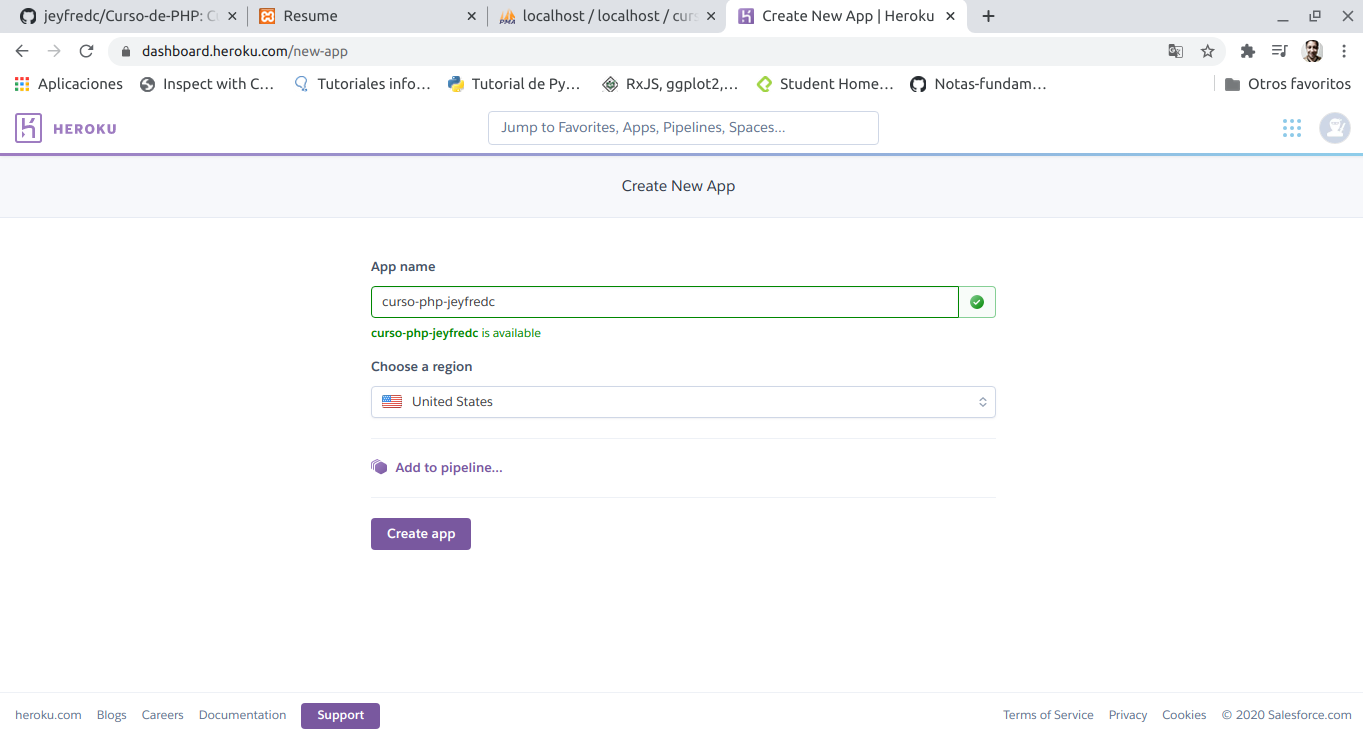 jeyfredc/Curso-de-PHP: Cu
Resume
localhost / localhost / curs
Create New App | Heroku
dashboard.heroku.com/new-app
Aplicaciones
Inspect with C...
Tutoriales info...
Tutorial de Py...
RxJS, ggplot2,...
Student Home...
Notas-fundam...
Otros favoritos
HEROKU
Jump to Favorites, Apps, Pipelines, Spaces...
Create New App
App name
curso-php-jeyfredc
curso-php-jeyfredc is available
Choose a region
United States
Add to pipeline...
Create app
heroku.com
Blogs
Careers
Documentation
Support
Terms of Service
Privacy
Cookies
© 2020 Salesforce.com